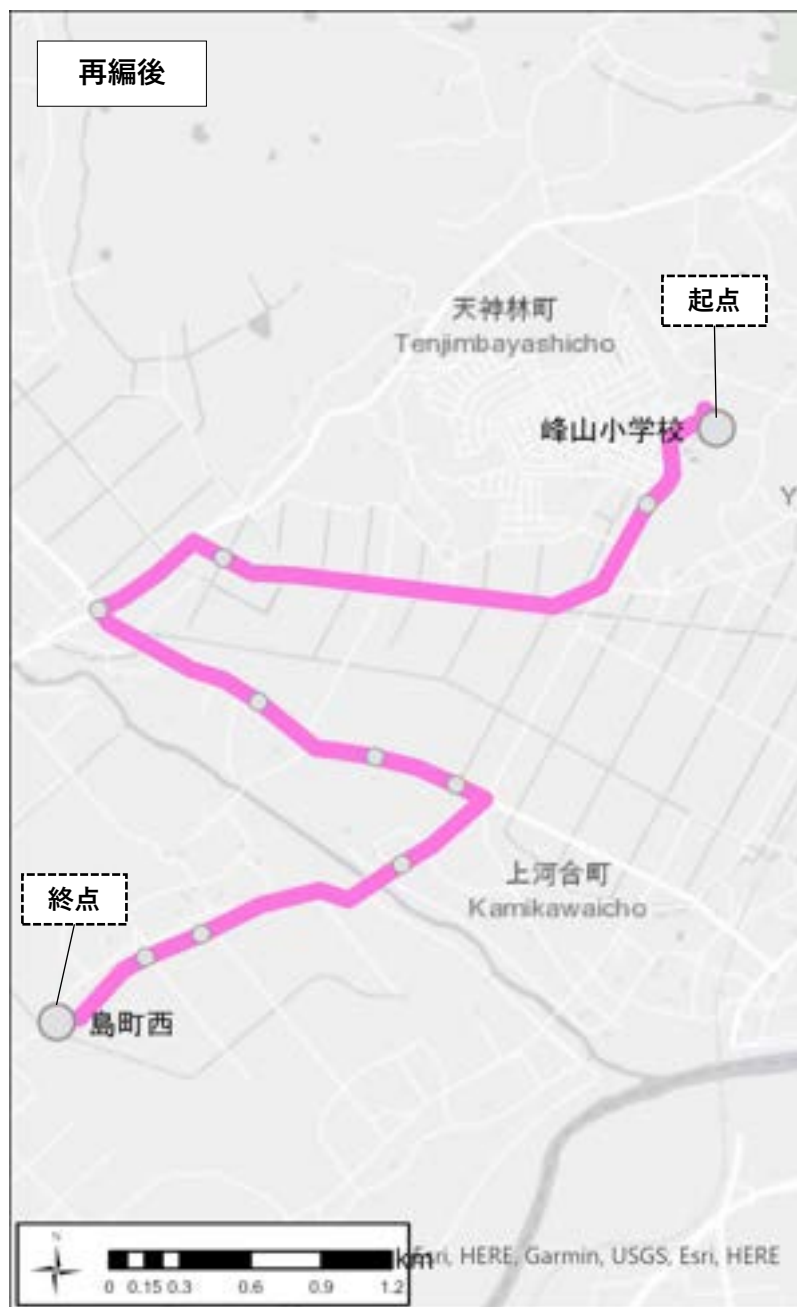 再編後
天神林町
Tenjimbayashicho
起点
峰山小学校
Y
上河合町
Kamikawaicho
終点
島町西
N
km
0 0.15 0.3 0.6 0.9 1.2
Esri, HERE, Garmin, USGS, Esri, HERE